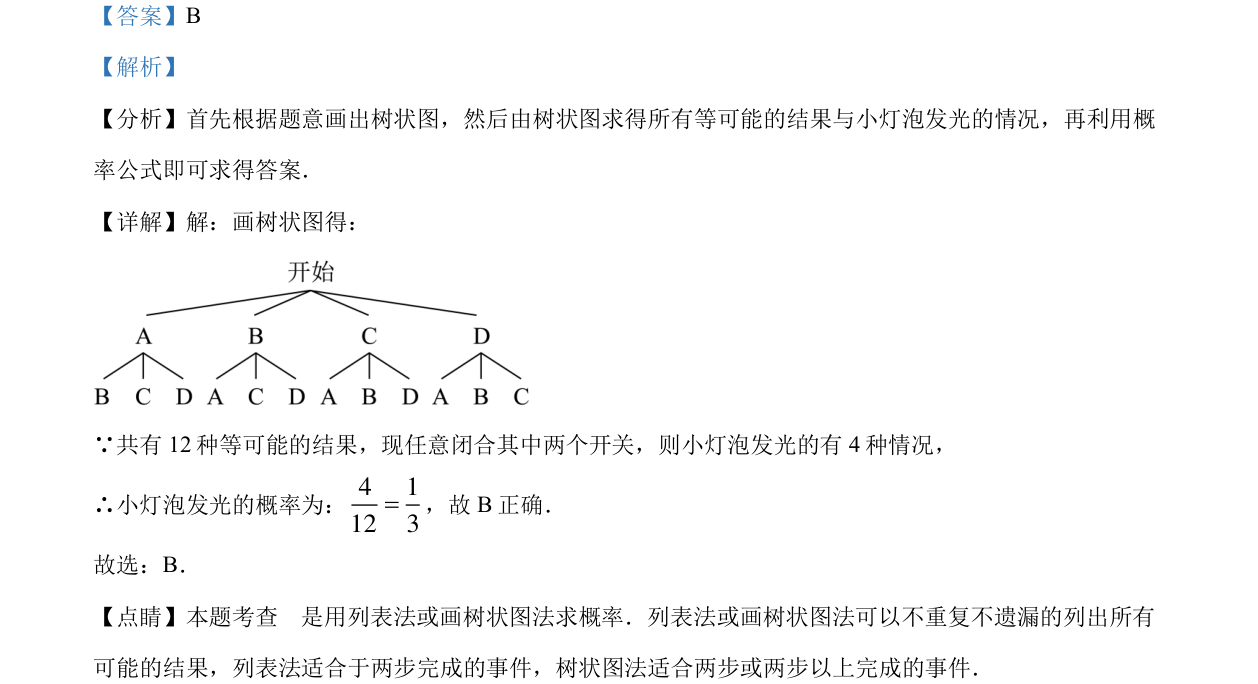 【答案】B
【解析】
【分析】首先根据题意画出树状图，然后由树状图求得所有等可能的结果与小灯泡发光的情况，再利用概
率公式即可求得答案．
【详解】解：画树状图得：
开始
A B C D
B C D A C D A B D A B C
∵共有 12 种等可能的结果，现任意闭合其中两个开关，则小灯泡发光的有 4 种情况，
∴小灯泡发光的概率为：4/12 = 1/3，故 B 正确．
故选：B．
【点睛】本题考查　是用列表法或画树状图法求概率．列表法或画树状图法可以不重复不遗漏的列出所有
可能的结果，列表法适合于两步完成的事件，树状图法适合两步或两步以上完成的事件．